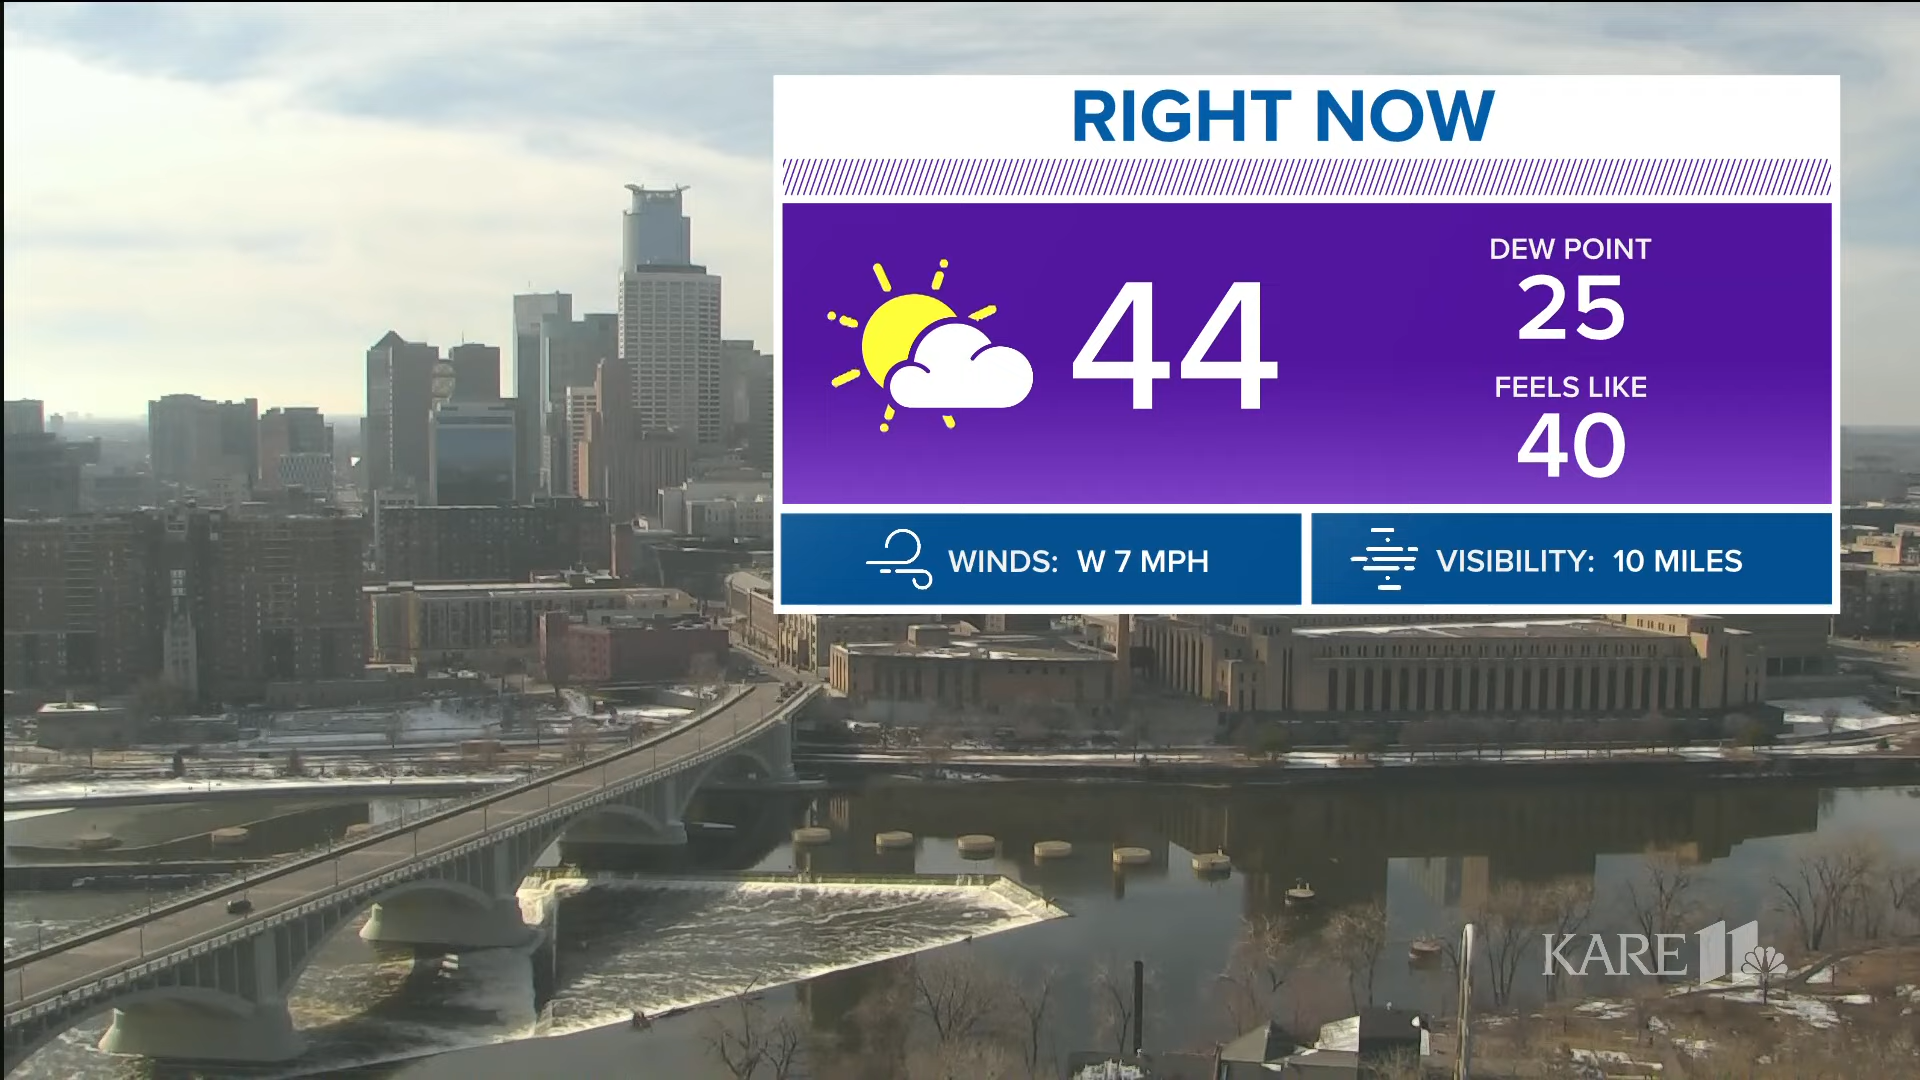 RIGHT NOW
44
DEW POINT
25
FEELS LIKE
40
WINDS: W 7 MPH
VISIBILITY: 10 MILES
KARE 11